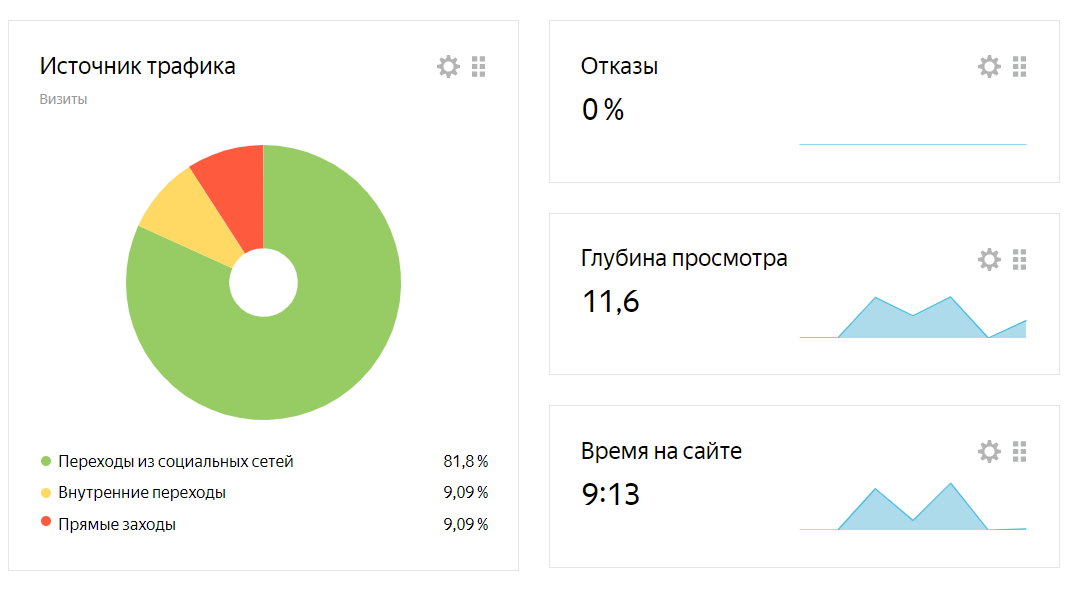 Источник трафика
Визиты
Переходы из социальных сетей 81,8 %
Внутренние переходы 9,09 %
Прямые заходы 9,09 %
Отказы
0 %
Глубина просмотра
11,6
Время на сайте
9:13